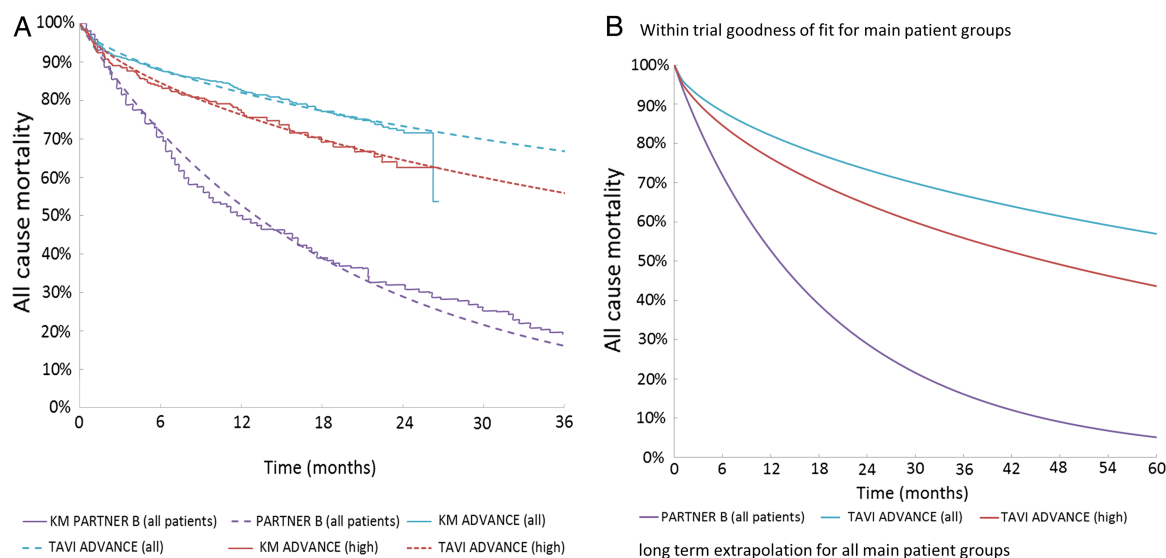 A
All cause mortality
100%
90%
80%
70%
60%
50%
40%
30%
20%
10%
0%
0 6 12 18 24 30 36
Time (months)
KM PARTNER B (all patients) PARTNER B (all patients) KM ADVANCE (all)
TAVI ADVANCE (all) KM ADVANCE (high) TAVI ADVANCE (high)
B Within trial goodness of fit for main patient groups
All cause mortality
100%
90%
80%
70%
60%
50%
40%
30%
20%
10%
0%
0 6 12 18 24 30 36 42 48 54 60
Time (months)
PARTNER B (all patients) TAVI ADVANCE (all) TAVI ADVANCE (high)
long term extrapolation for all main patient groups